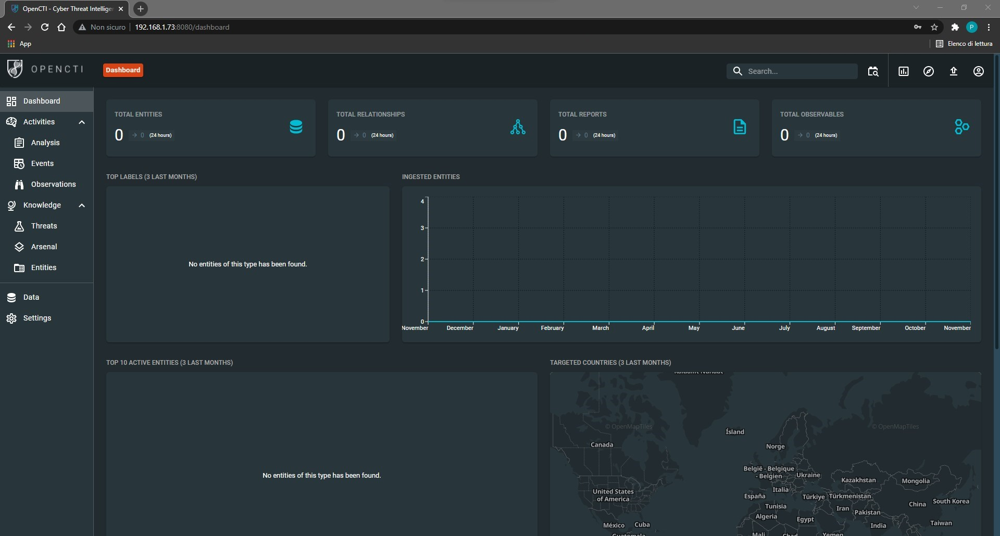 OpenCTI - Cyber Threat Intelliger
Non sicuro
192.168.1.73:8080/dashboard
P
App
Elenco di lettura
OPENCTI
Dashboard
Search...
Dashboard
Activities
Analysis
Events
Observations
Knowledge
Threats
Arsenal
Entities
Data
Settings
TOTAL ENTITIES
0 → 0 (24 hours)
TOTAL RELATIONSHIPS
0 → 0 (24 hours)
TOTAL REPORTS
0 → 0 (24 hours)
TOTAL OBSERVABLES
0 → 0 (24 hours)
TOP LABELS (3 LAST MONTHS)
No entities of this type has been found.
INGESTED ENTITIES
4
3
2
1
0
November December January February March April May June July August September October November
TOP 10 ACTIVE ENTITIES (3 LAST MONTHS)
No entities of this type has been found.
TARGETED COUNTRIES (3 LAST MONTHS)
© OpenMapTiles
© OpenMapTiles
Ísland
Canada
Norge
België - Belgique
- Belgien
Ukraine
Kazakhstan
Mongolia
United States
of America
Italia
España
Türkiye
Türkmenistan
China
South Korea
Tunisia
Iran
Pakistan
Algeria
Egypt
India
Taiwan
México
Cuba
Guatemala
Mali
Chad
Yemen